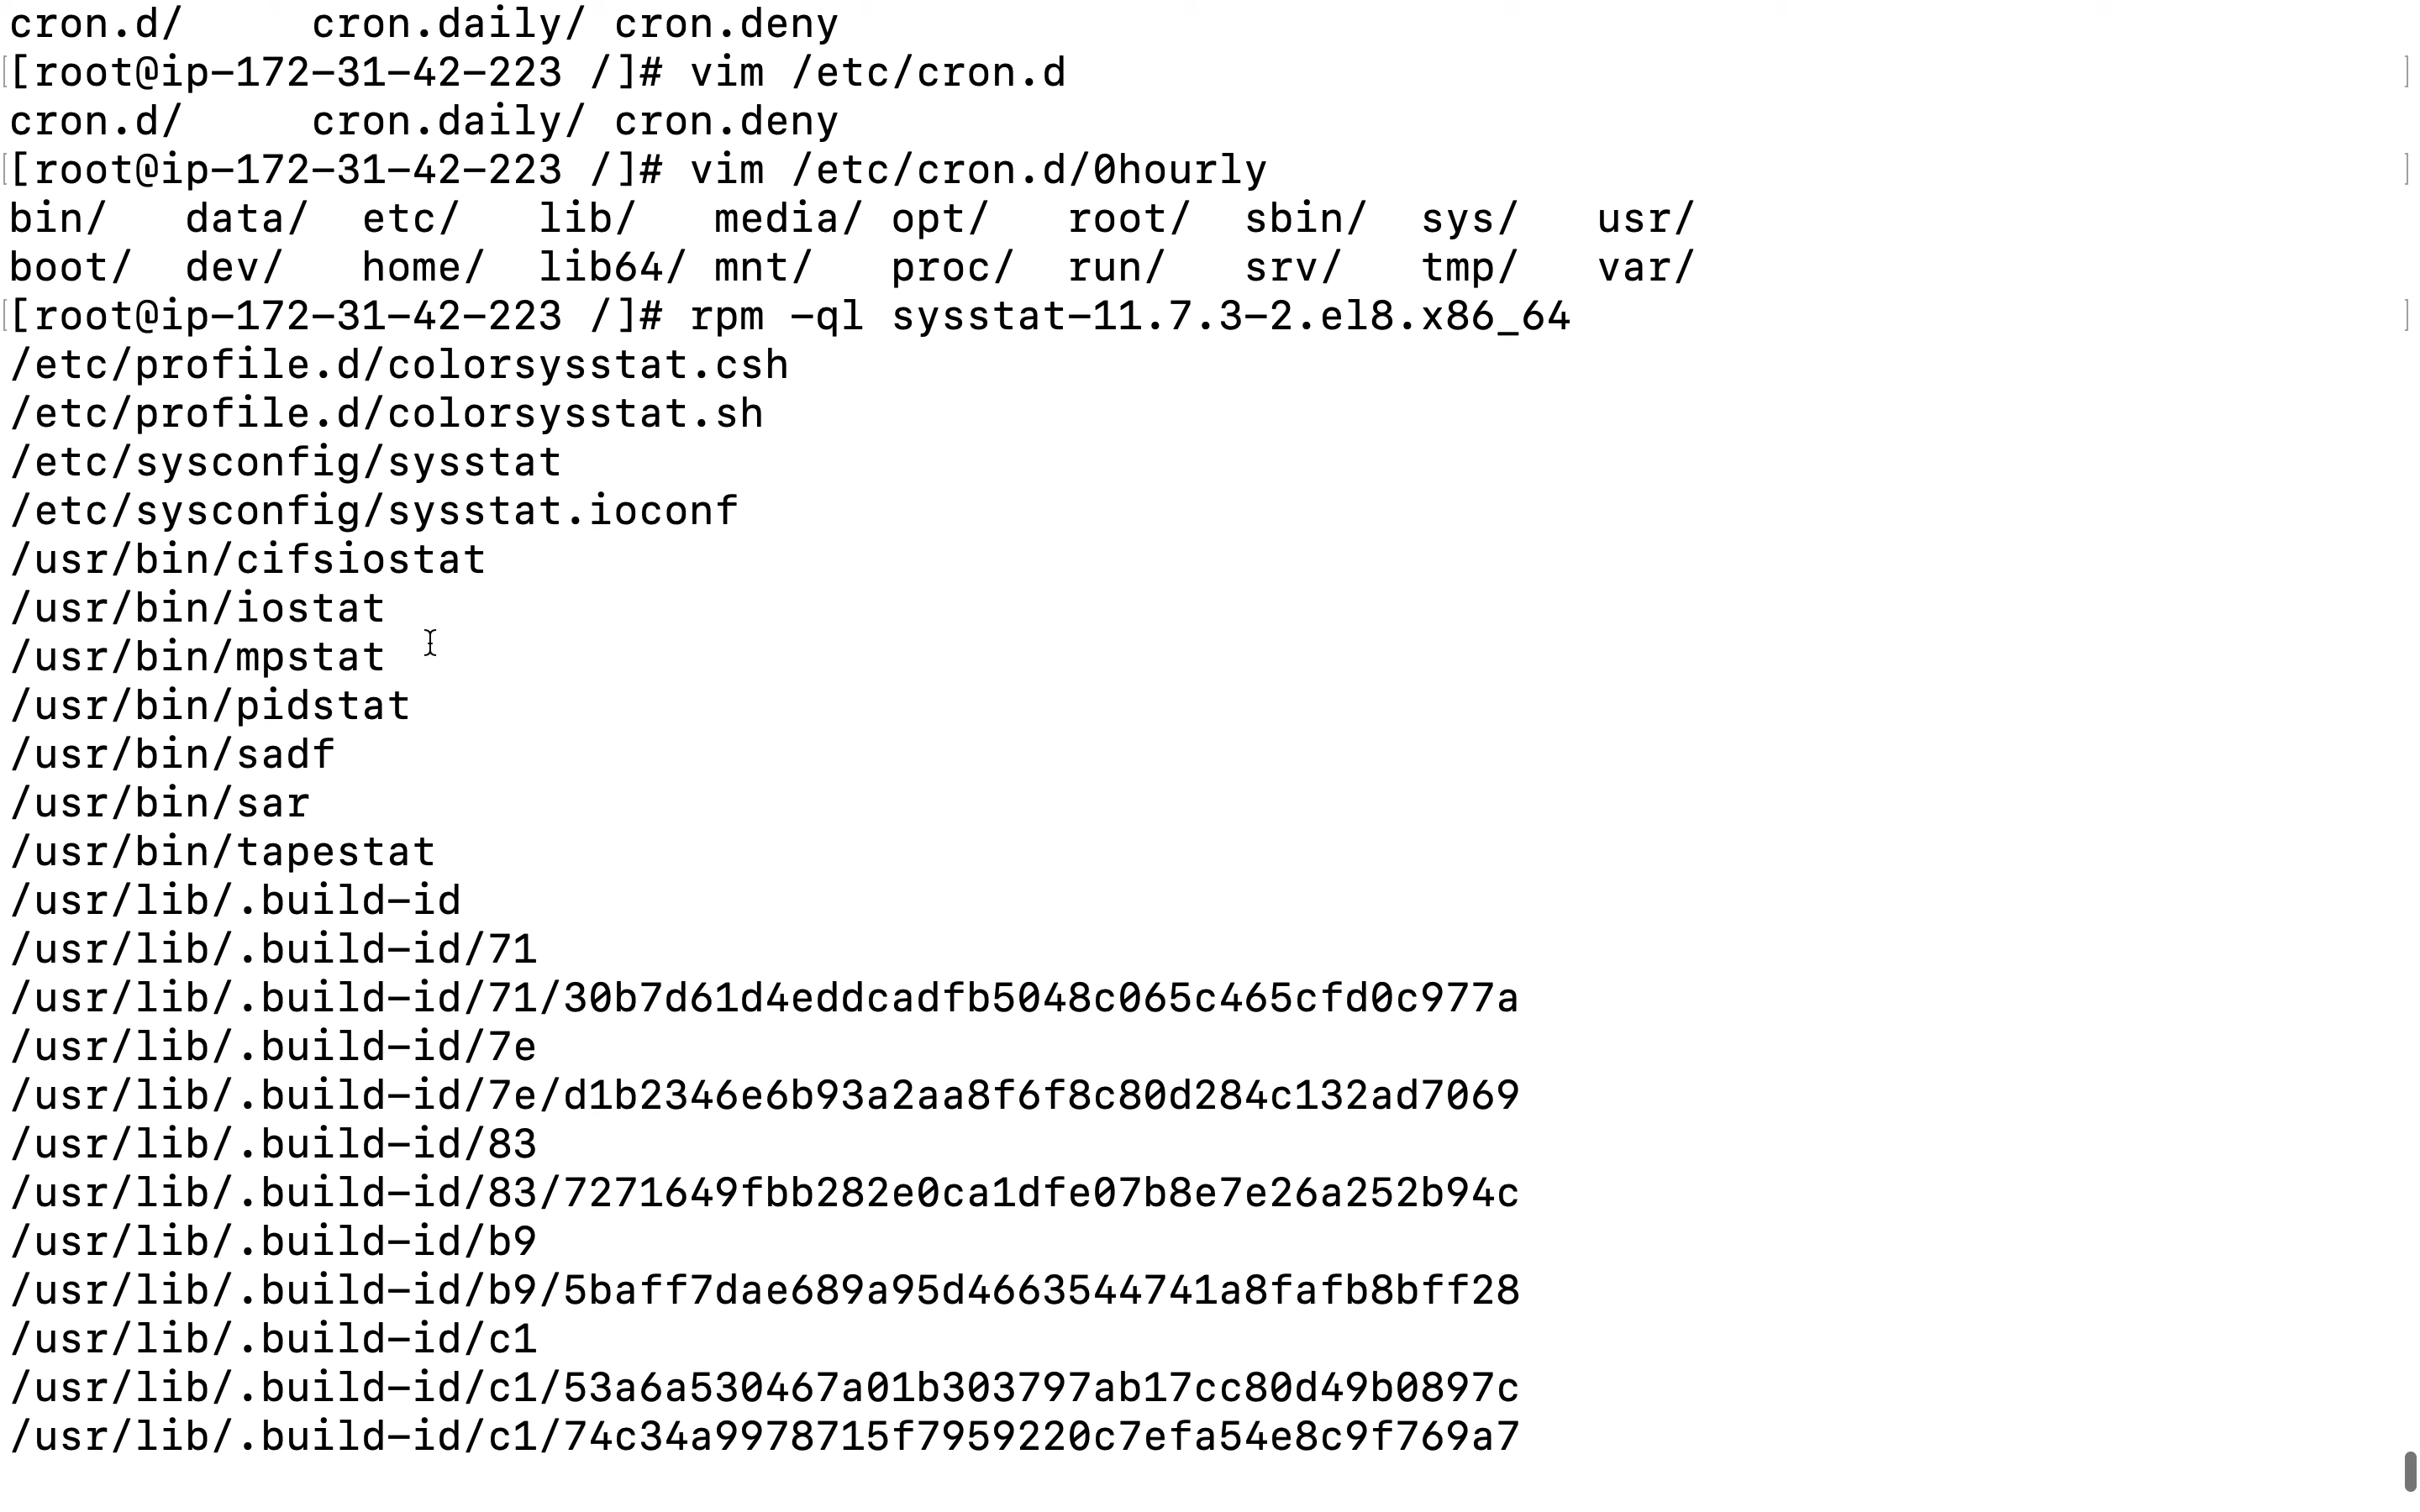 cron.d/     cron.daily/ cron.deny
[root@ip-172-31-42-223 /]# vim /etc/cron.d
cron.d/     cron.daily/ cron.deny
[root@ip-172-31-42-223 /]# vim /etc/cron.d/0hourly
bin/   data/  etc/   lib/   media/ opt/   root/  sbin/  sys/   usr/
boot/  dev/   home/  lib64/ mnt/   proc/  run/   srv/   tmp/   var/
[root@ip-172-31-42-223 /]# rpm -ql sysstat-11.7.3-2.el8.x86_64
/etc/profile.d/colorsysstat.csh
/etc/profile.d/colorsysstat.sh
/etc/sysconfig/sysstat
/etc/sysconfig/sysstat.ioconf
/usr/bin/cifsiostat
/usr/bin/iostat
/usr/bin/mpstat
/usr/bin/pidstat
/usr/bin/sadf
/usr/bin/sar
/usr/bin/tapestat
/usr/lib/.build-id
/usr/lib/.build-id/71
/usr/lib/.build-id/71/30b7d61d4eddcadfb5048c065c465cfd0c977a
/usr/lib/.build-id/7e
/usr/lib/.build-id/7e/d1b2346e6b93a2aa8f6f8c80d284c132ad7069
/usr/lib/.build-id/83
/usr/lib/.build-id/83/7271649fbb282e0ca1dfe07b8e7e26a252b94c
/usr/lib/.build-id/b9
/usr/lib/.build-id/b9/5baff7dae689a95d4663544741a8fafb8bff28
/usr/lib/.build-id/c1
/usr/lib/.build-id/c1/53a6a530467a01b303797ab17cc80d49b0897c
/usr/lib/.build-id/c1/74c34a9978715f7959220c7efa54e8c9f769a7